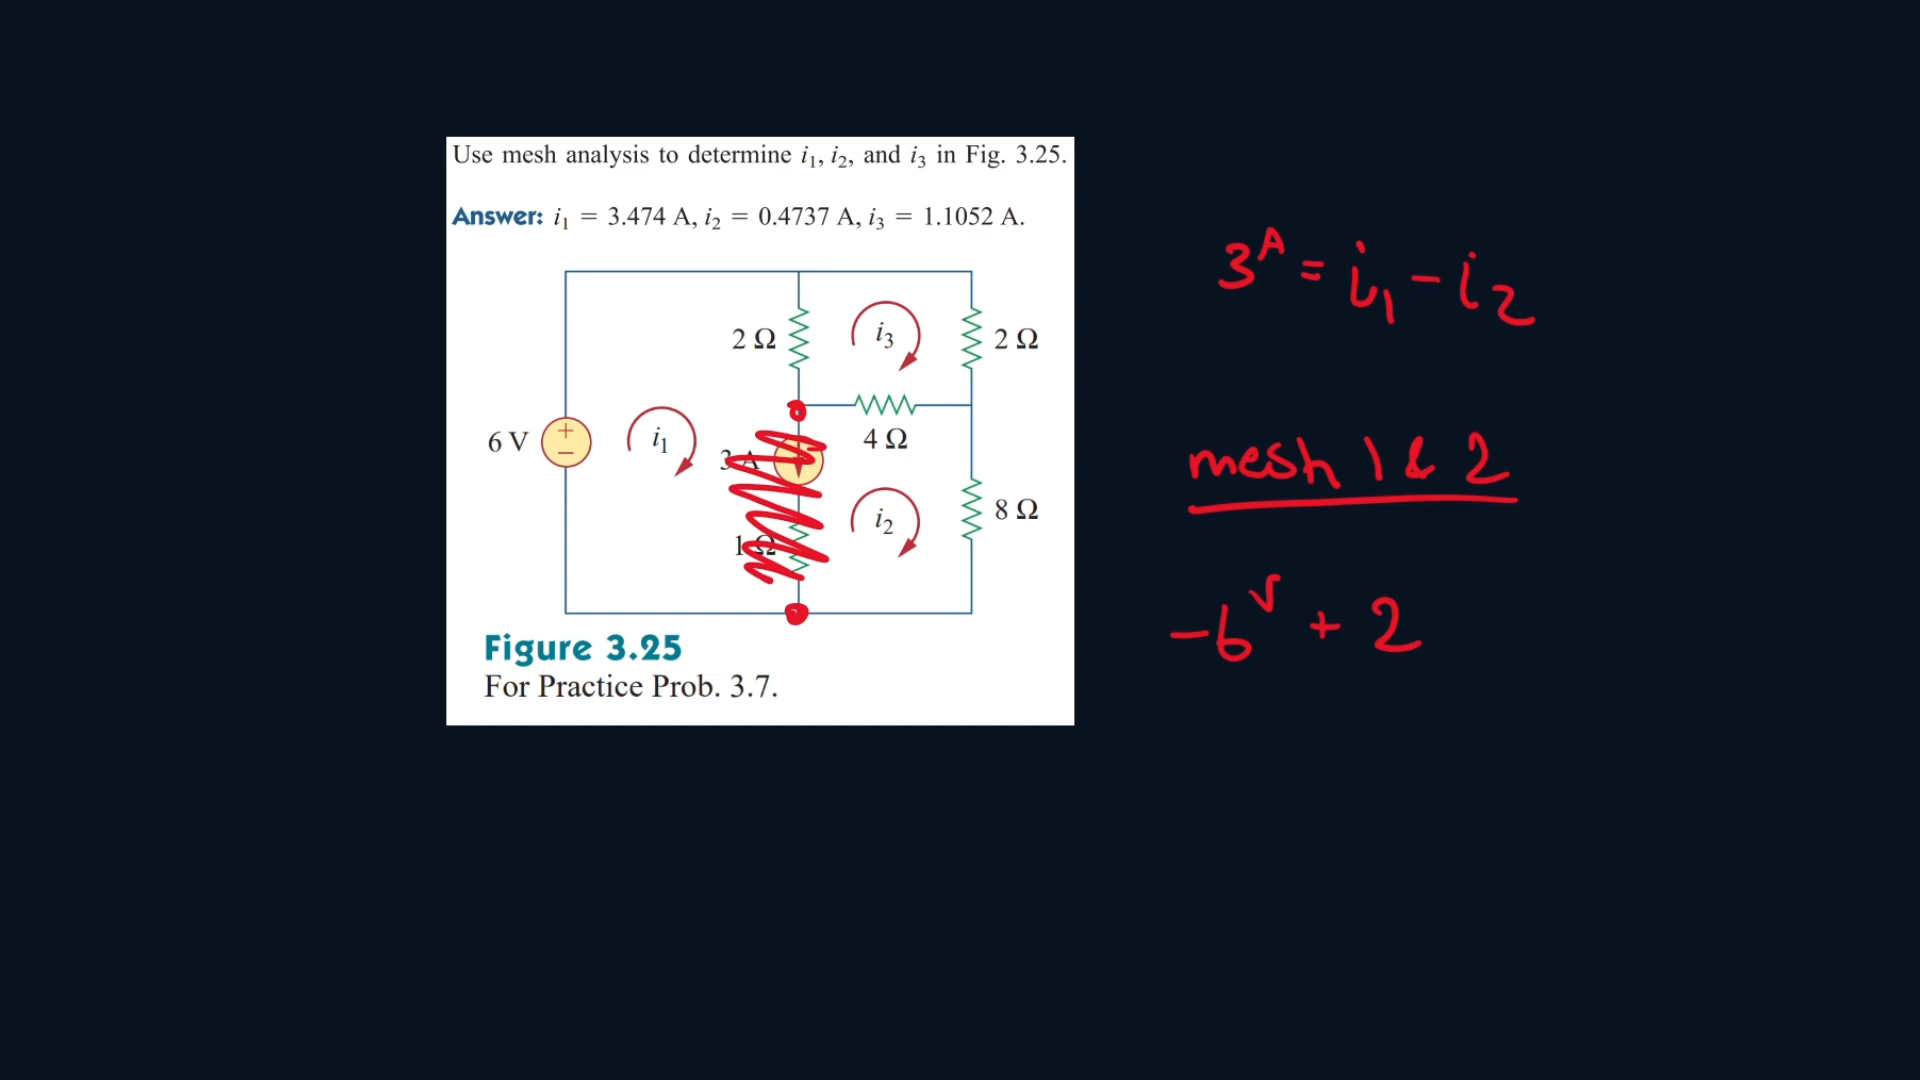 Use mesh analysis to determine i₁, i₂, and i₃ in Fig. 3.25.
Answer: i₁ = 3.474 A, i₂ = 0.4737 A, i₃ = 1.1052 A.
2 Ω
i₃
2 Ω
6 V
+
−
i₁
3 A
4 Ω
i₂
8 Ω
1 Ω
Figure 3.25
For Practice Prob. 3.7.
3ᴬ = i₁ - i₂
mesh 1 & 2
-6ᵛ + 2